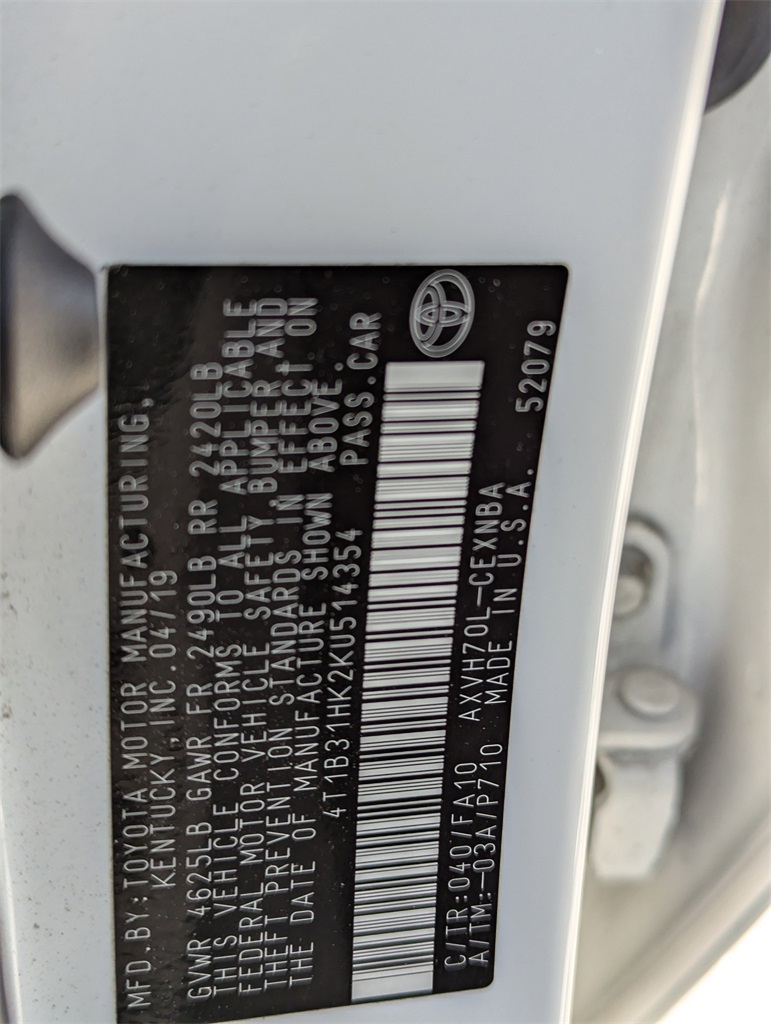 MFD.BY:TOYOTA MOTOR MANUFACTURING,
KENTUCKY, INC.04/19
GVWR 4625LB GAWR FR 2490LB RR 2420LB
THIS VEHICLE CONFORMS TO ALL APPLICABLE
FEDERAL MOTOR VEHICLE SAFETY, BUMPER, AND
THEFT PREVENTION STANDARDS IN EFFECT ON
THE DATE OF MANUFACTURE SHOWN ABOVE.
4T1B31HK2KU514354 PASS.CAR
C/TR:040/FA10 AXVH70L-CEXNBA
A/TM:-03A/P710 MADE IN U.S.A. 52079